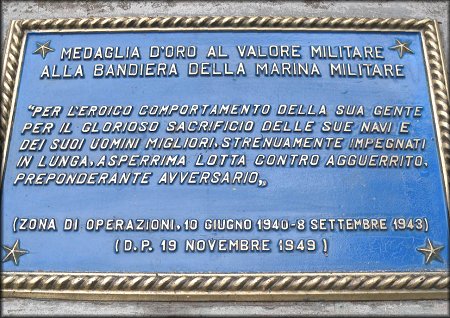 MEDAGLIA D'ORO AL VALORE MILITARE
ALLA BANDIERA DELLA MARINA MILITARE
"PER L'EROICO COMPORTAMENTO DELLA SUA GENTE
PER IL GLORIOSO SACRIFICIO DELLE SUE NAVI E
DEI SUOI UOMINI MIGLIORI, STRENUAMENTE IMPEGNATI
IN LUNGA, ASPERRIMA LOTTA CONTRO AGGUERRITO,
PREPONDERANTE AVVERSARIO„
(ZONA DI OPERAZIONI, 10 GIUGNO 1940-8 SETTEMBRE 1943)
(D.P. 19 NOVEMBRE 1949)